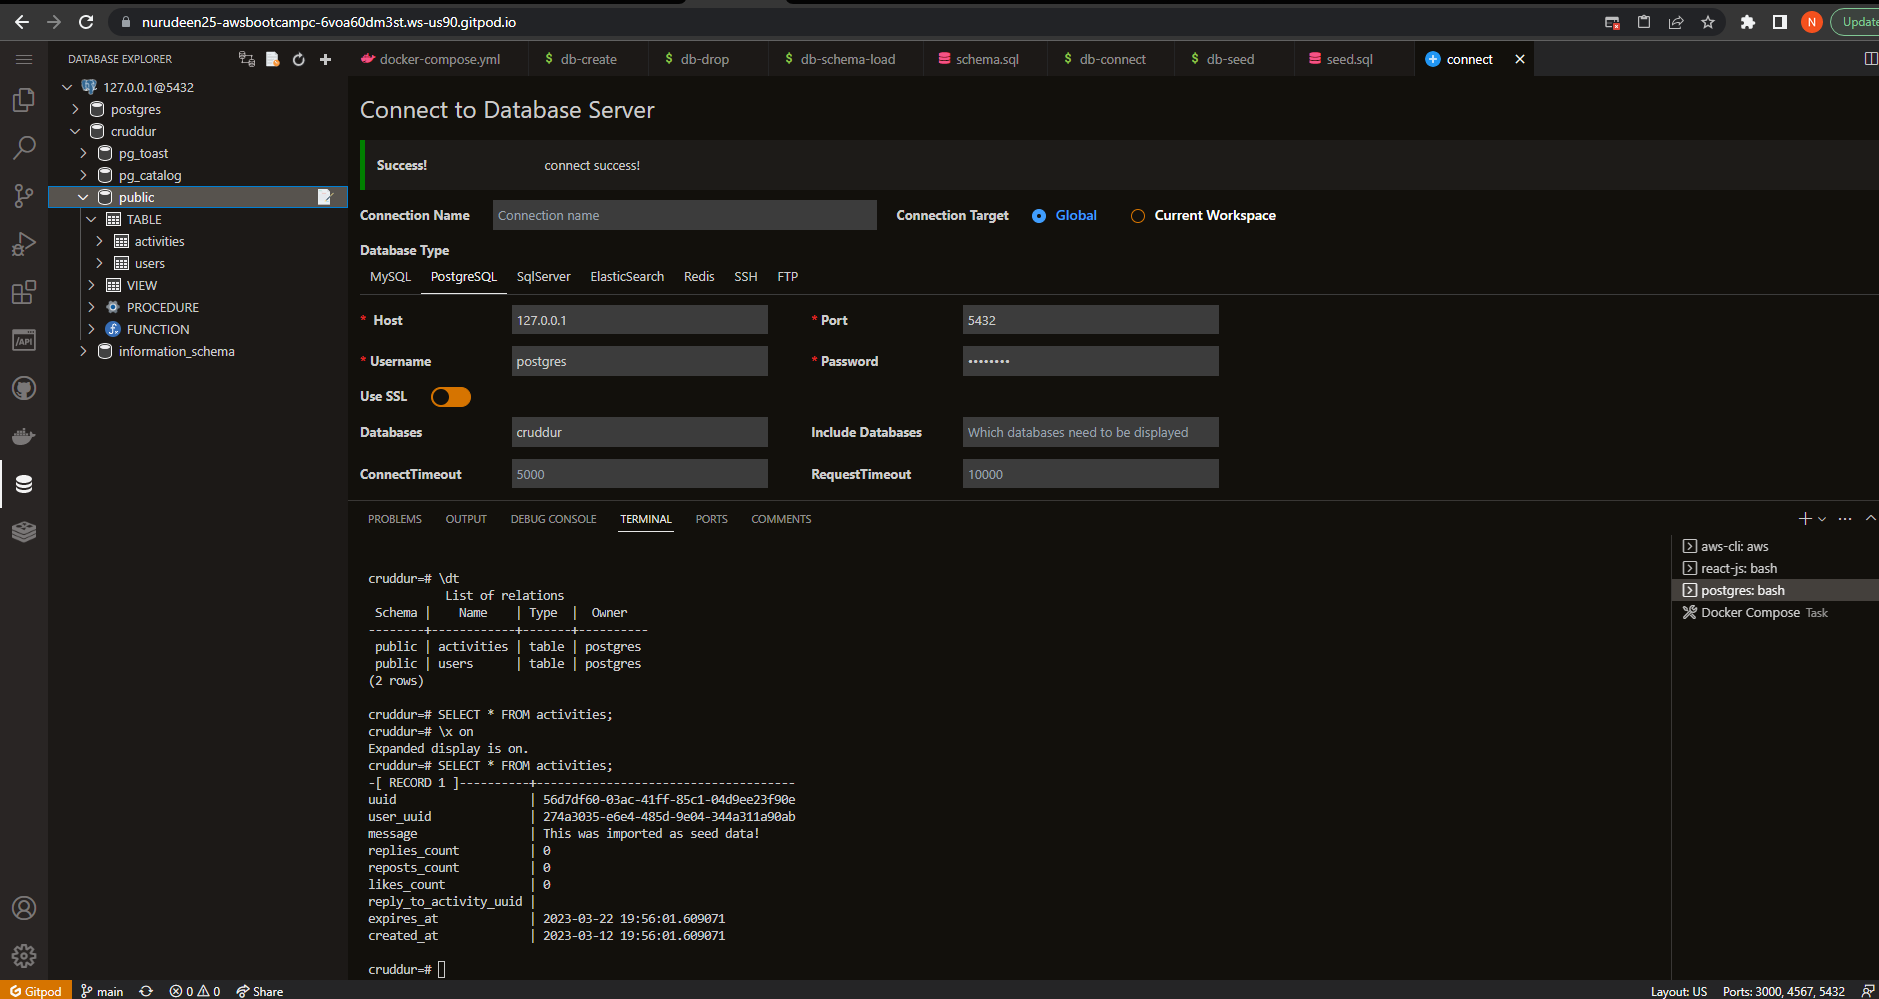 nurudeen25-awsbootcampc-6voa60dm3st.ws-us90.gitpod.io
N
Update
DATABASE EXPLORER
docker-compose.yml
$ db-create
$ db-drop
$ db-schema-load
schema.sql
$ db-connect
$ db-seed
seed.sql
connect
127.0.0.1@5432
postgres
cruddur
pg_toast
pg_catalog
public
TABLE
activities
users
VIEW
PROCEDURE
FUNCTION
information_schema
/API
Connect to Database Server
Success! connect success!
Connection Name Connection name Connection Target Global Current Workspace
Database Type
MySQL PostgreSQL SqlServer ElasticSearch Redis SSH FTP
* Host 127.0.0.1 * Port 5432
* Username postgres * Password ••••••••
Use SSL
Databases cruddur Include Databases Which databases need to be displayed
ConnectTimeout 5000 RequestTimeout 10000
PROBLEMS OUTPUT DEBUG CONSOLE TERMINAL PORTS COMMENTS
cruddur=# \dt
List of relations
Schema | Name | Type | Owner
--------+------------+-------+----------
public | activities | table | postgres
public | users | table | postgres
(2 rows)
cruddur=# SELECT * FROM activities;
cruddur=# \x on
Expanded display is on.
cruddur=# SELECT * FROM activities;
-[ RECORD 1 ]----------+-------------------------------------
uuid | 56d7df60-03ac-41ff-85c1-04d9ee23f90e
user_uuid | 274a3035-e6e4-485d-9e04-344a311a90ab
message | This was imported as seed data!
replies_count | 0
reposts_count | 0
likes_count | 0
reply_to_activity_uuid |
expires_at | 2023-03-22 19:56:01.609071
created_at | 2023-03-12 19:56:01.609071
cruddur=#
aws-cli: aws
react-js: bash
postgres: bash
Docker Compose Task
Gitpod main 0 0 Share Layout: US Ports: 3000, 4567, 5432